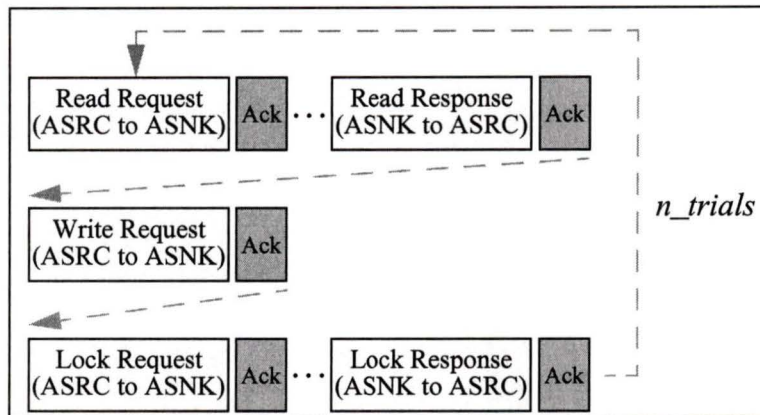 Read Request
(ASRC to ASNK)
Ack
...
Read Response
(ASNK to ASRC)
Ack
n_trials
Write Request
(ASRC to ASNK)
Ack
Lock Request
(ASRC to ASNK)
Ack
...
Lock Response
(ASNK to ASRC)
Ack